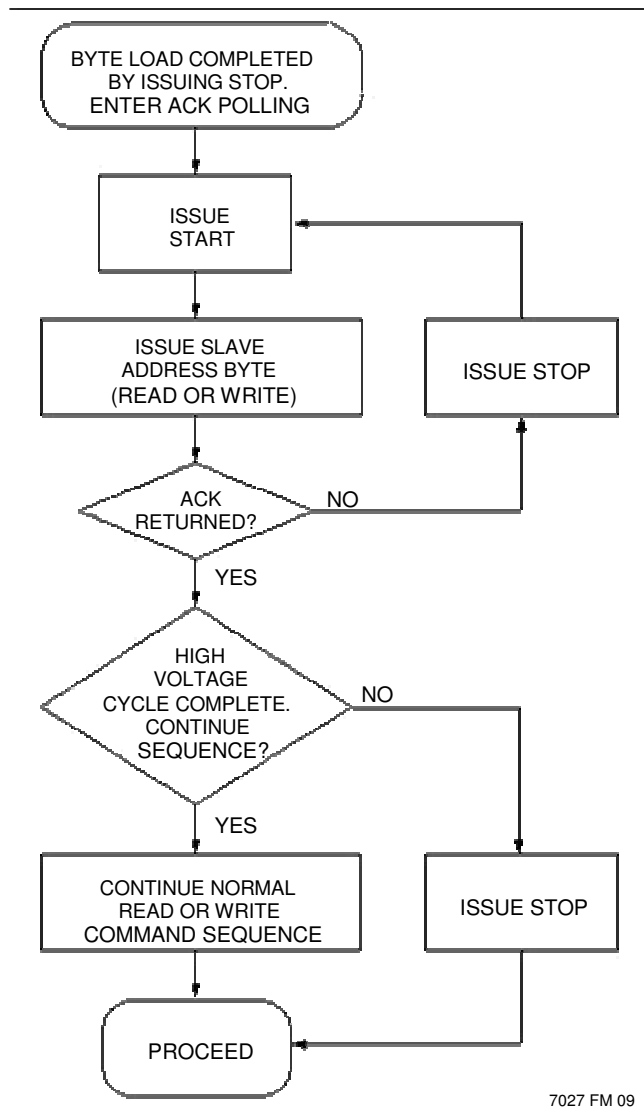 BYTE LOAD COMPLETED
BY ISSUING STOP.
ENTER ACK POLLING
ISSUE
START
ISSUE SLAVE
ADDRESS BYTE
(READ OR WRITE)
ISSUE STOP
ACK
RETURNED?
NO
YES
HIGH
VOLTAGE
CYCLE COMPLETE.
CONTINUE
SEQUENCE?
NO
YES
CONTINUE NORMAL
READ OR WRITE
COMMAND SEQUENCE
ISSUE STOP
PROCEED
7027 FM 09